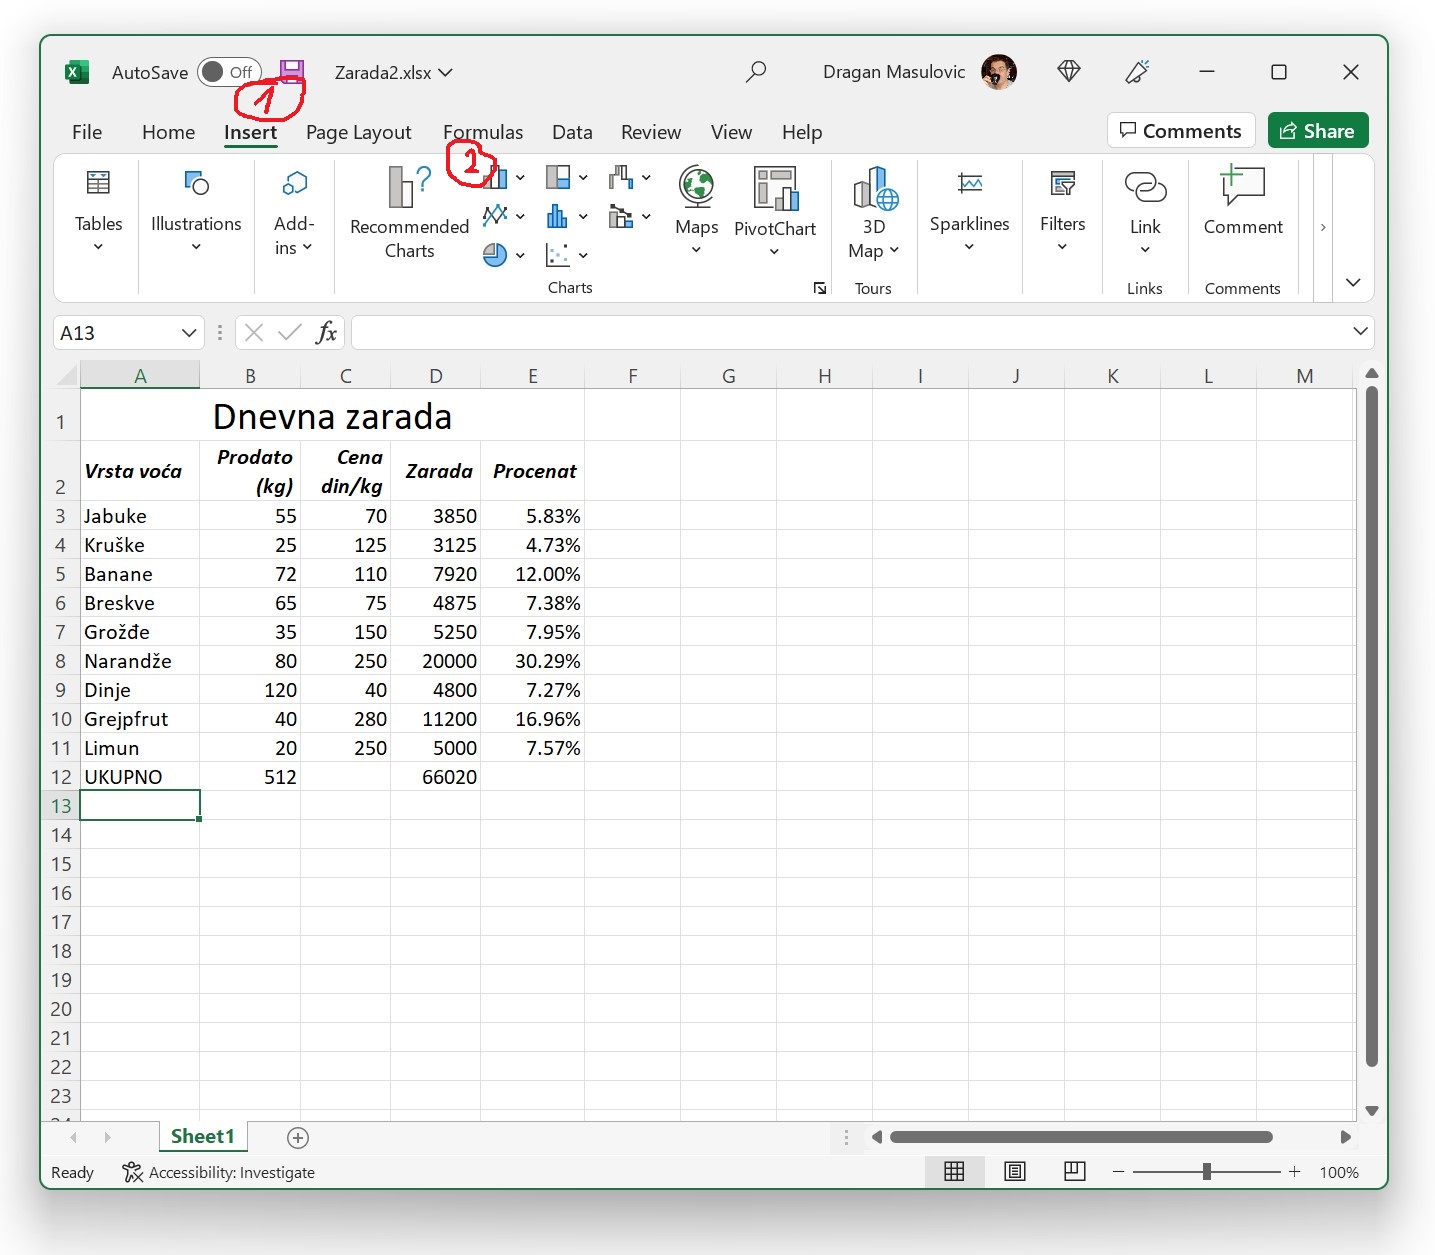 AutoSave Off Zarada2.xlsx Dragan Masulovic
1
File Home Insert Page Layout Formulas Data Review View Help Comments Share
2
Tables Illustrations Add-ins Recommended Charts Maps PivotChart 3D Map Sparklines Filters Link Comment
Charts Tours Links Comments
A13 fx
A B C D E F G H I J K L M
1 Dnevna zarada
2 Vrsta voća Prodato (kg) Cena din/kg Zarada Procenat
3 Jabuke 55 70 3850 5.83%
4 Kruške 25 125 3125 4.73%
5 Banane 72 110 7920 12.00%
6 Breskve 65 75 4875 7.38%
7 Grožđe 35 150 5250 7.95%
8 Narandže 80 250 20000 30.29%
9 Dinje 120 40 4800 7.27%
10 Grejpfrut 40 280 11200 16.96%
11 Limun 20 250 5000 7.57%
12 UKUPNO 512 66020
13
14
15
16
17
18
19
20
21
22
23
Sheet1
Ready Accessibility: Investigate 100%